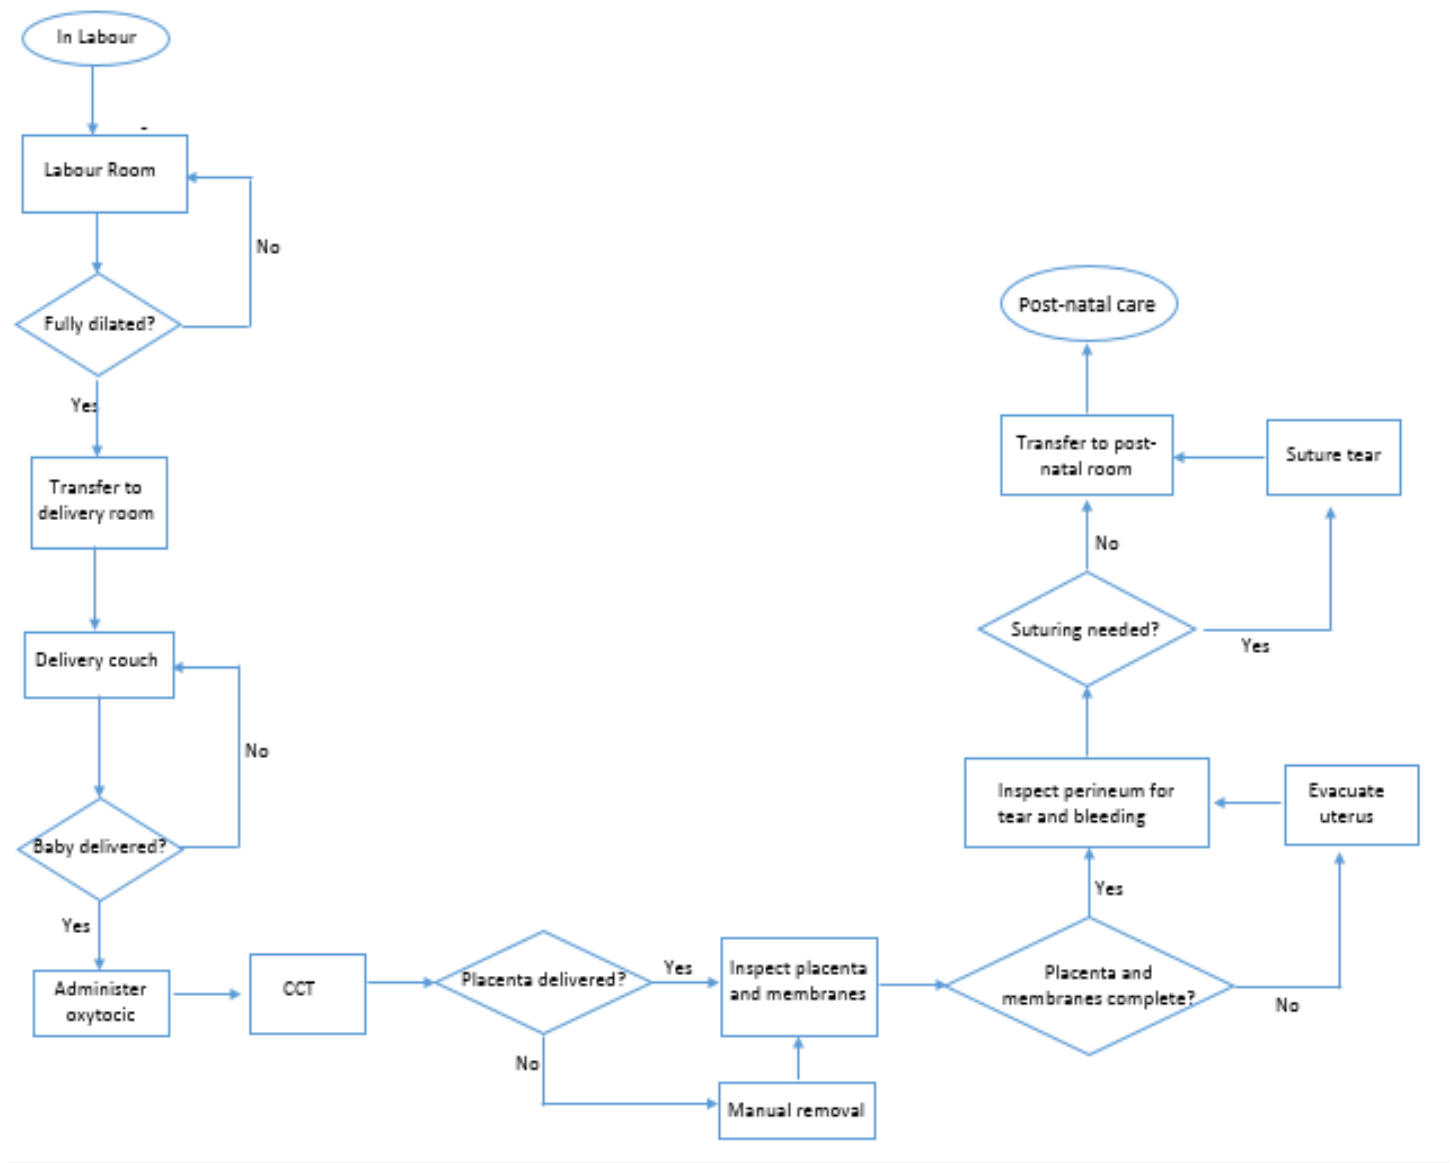 In Labour
-
Labour Room
No
Fully dilated?
Yes
Transfer to
delivery room
Delivery couch
No
Baby delivered?
Yes
Administer
oxytocic
CCT
Placenta delivered?
Yes
No
Manual removal
Inspect placenta
and membranes
Placenta and
membranes complete?
No
Evacuate
uterus
Yes
Inspect perineum for
tear and bleeding
Suturing needed?
Yes
Suture tear
No
Transfer to post-
natal room
Post-natal care